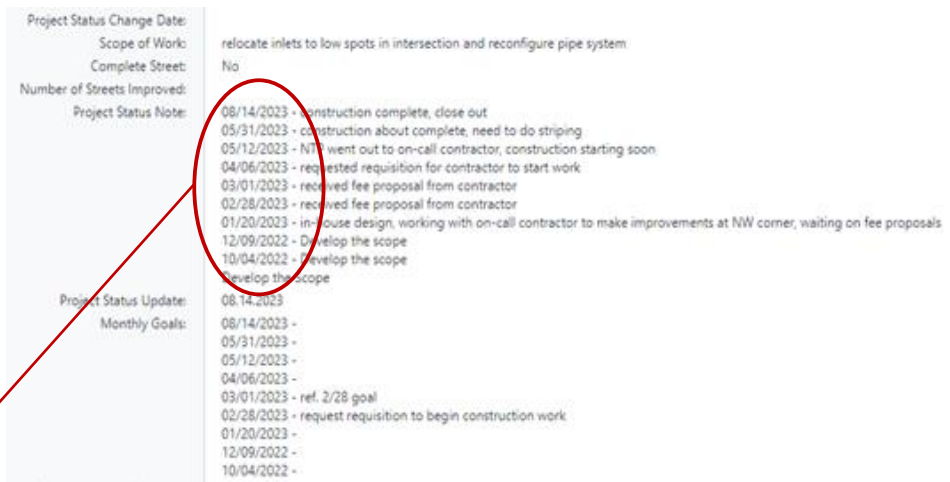 Project Status Change Date:
Scope of Work: relocate inlets to low spots in intersection and reconfigure pipe system
Complete Street: No
Number of Streets Improved:
Project Status Note: 08/14/2023 - construction complete, close out
05/31/2023 - construction about complete, need to do striping
05/12/2023 - NTP went out to on-call contractor, construction starting soon
04/06/2023 - requested requisition for contractor to start work
03/01/2023 - received fee proposal from contractor
02/28/2023 - received fee proposal from contractor
01/20/2023 - in-house design, working with on-call contractor to make improvements at NW corner, waiting on fee proposals
12/09/2022 - Develop the scope
10/04/2022 - Develop the scope
Develop the Scope
Project Status Update: 08.14.2023
Monthly Goals: 08/14/2023 -
05/31/2023 -
05/12/2023 -
04/06/2023 -
03/01/2023 - ref. 2/28 goal
02/28/2023 - request requisition to begin construction work
01/20/2023 -
12/09/2022 -
10/04/2022 -